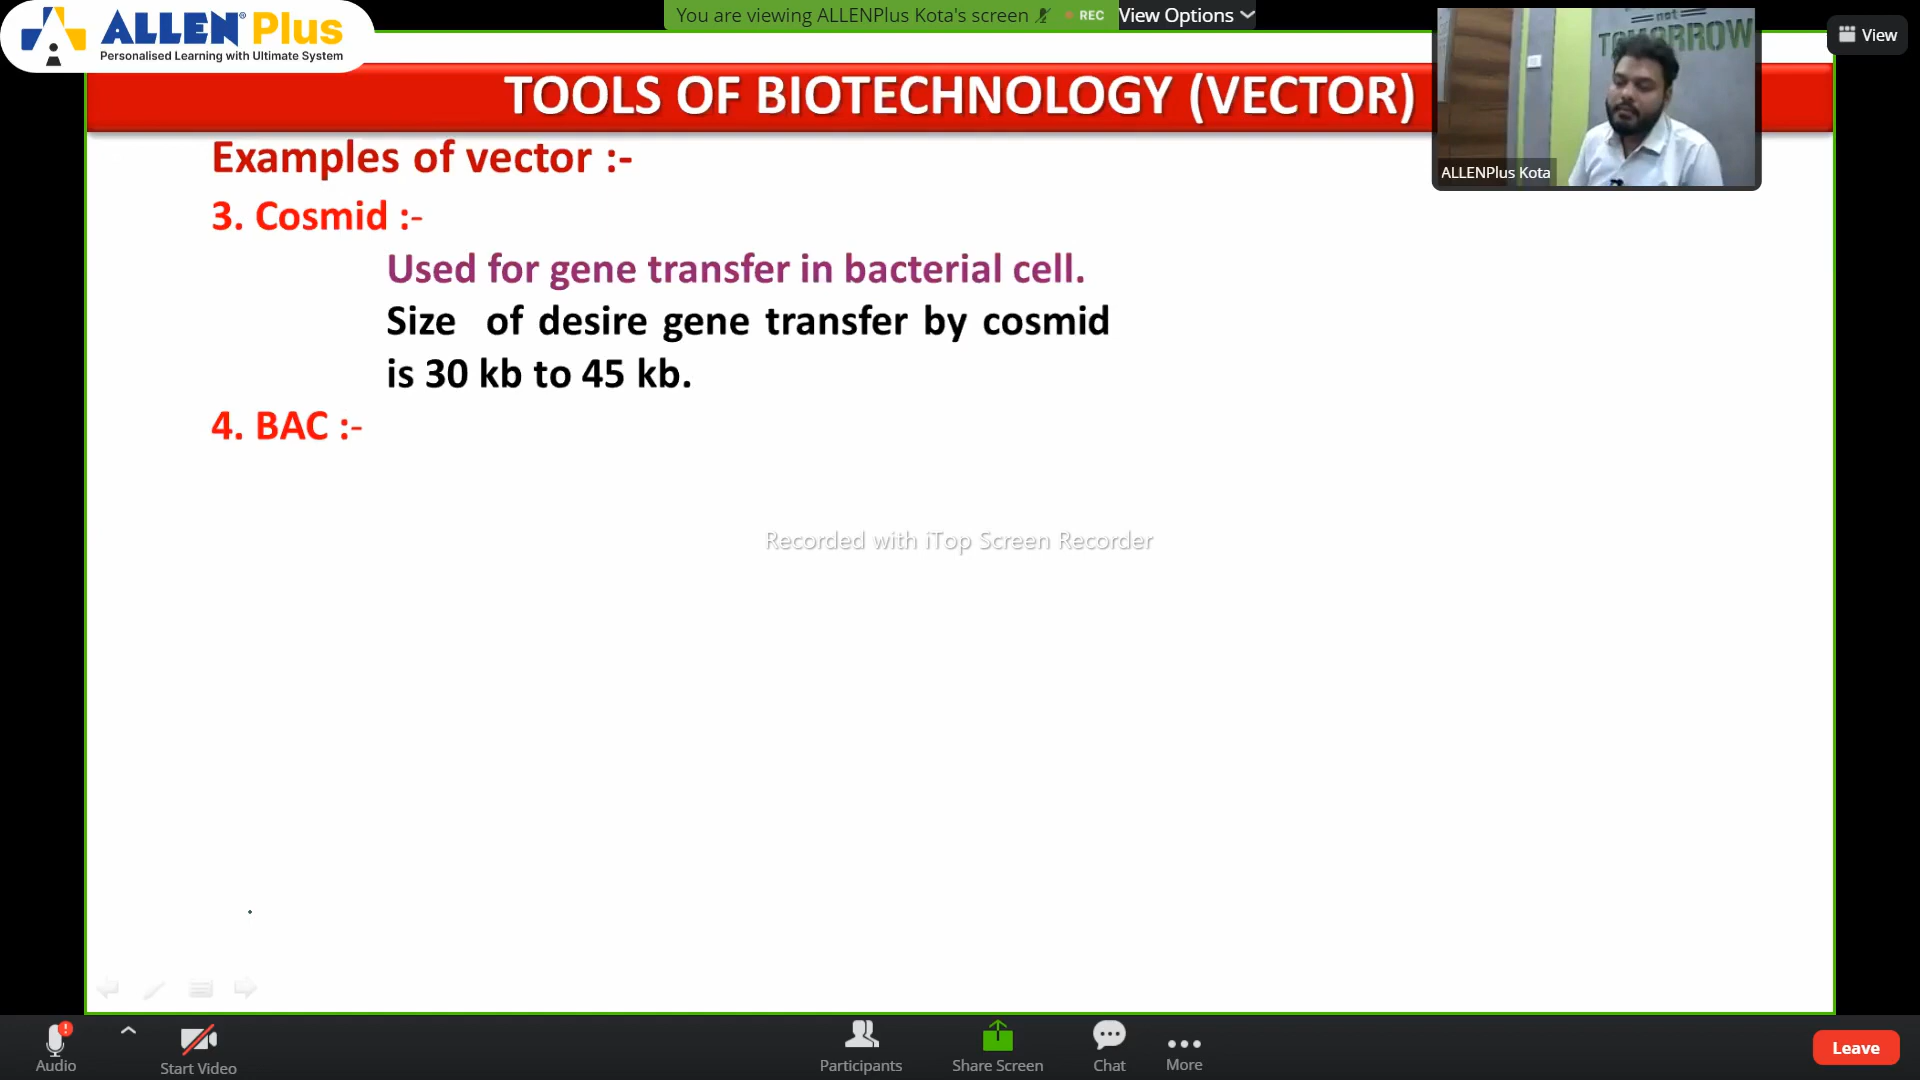 ALLEN® Plus
Personalised Learning with Ultimate System
You are viewing ALLENPlus Kota's screen REC View Options
not
TOMORROW
View
TOOLS OF BIOTECHNOLOGY (VECTOR)
ALLENPlus Kota
Examples of vector :-
3. Cosmid :-
Used for gene transfer in bacterial cell.
Size of desire gene transfer by cosmid
is 30 kb to 45 kb.
4. BAC :-
Recorded with iTop Screen Recorder
Audio
Start Video
Participants
Share Screen
Chat
More
Leave